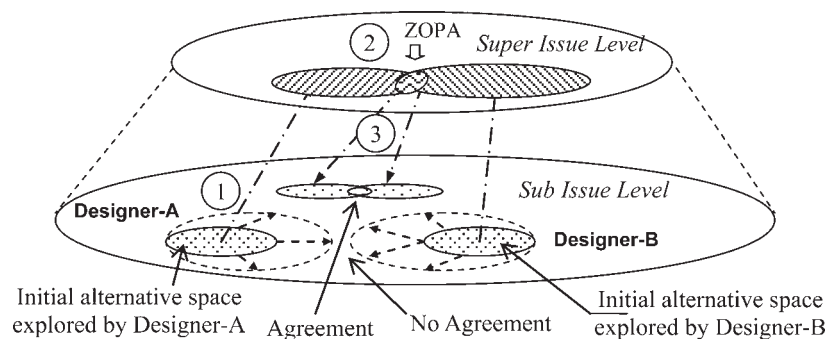 ZOPA
2
Super Issue Level
3
1
Sub Issue Level
Designer-A
Designer-B
Initial alternative space
explored by Designer-A
Agreement
No Agreement
Initial alternative space
explored by Designer-B